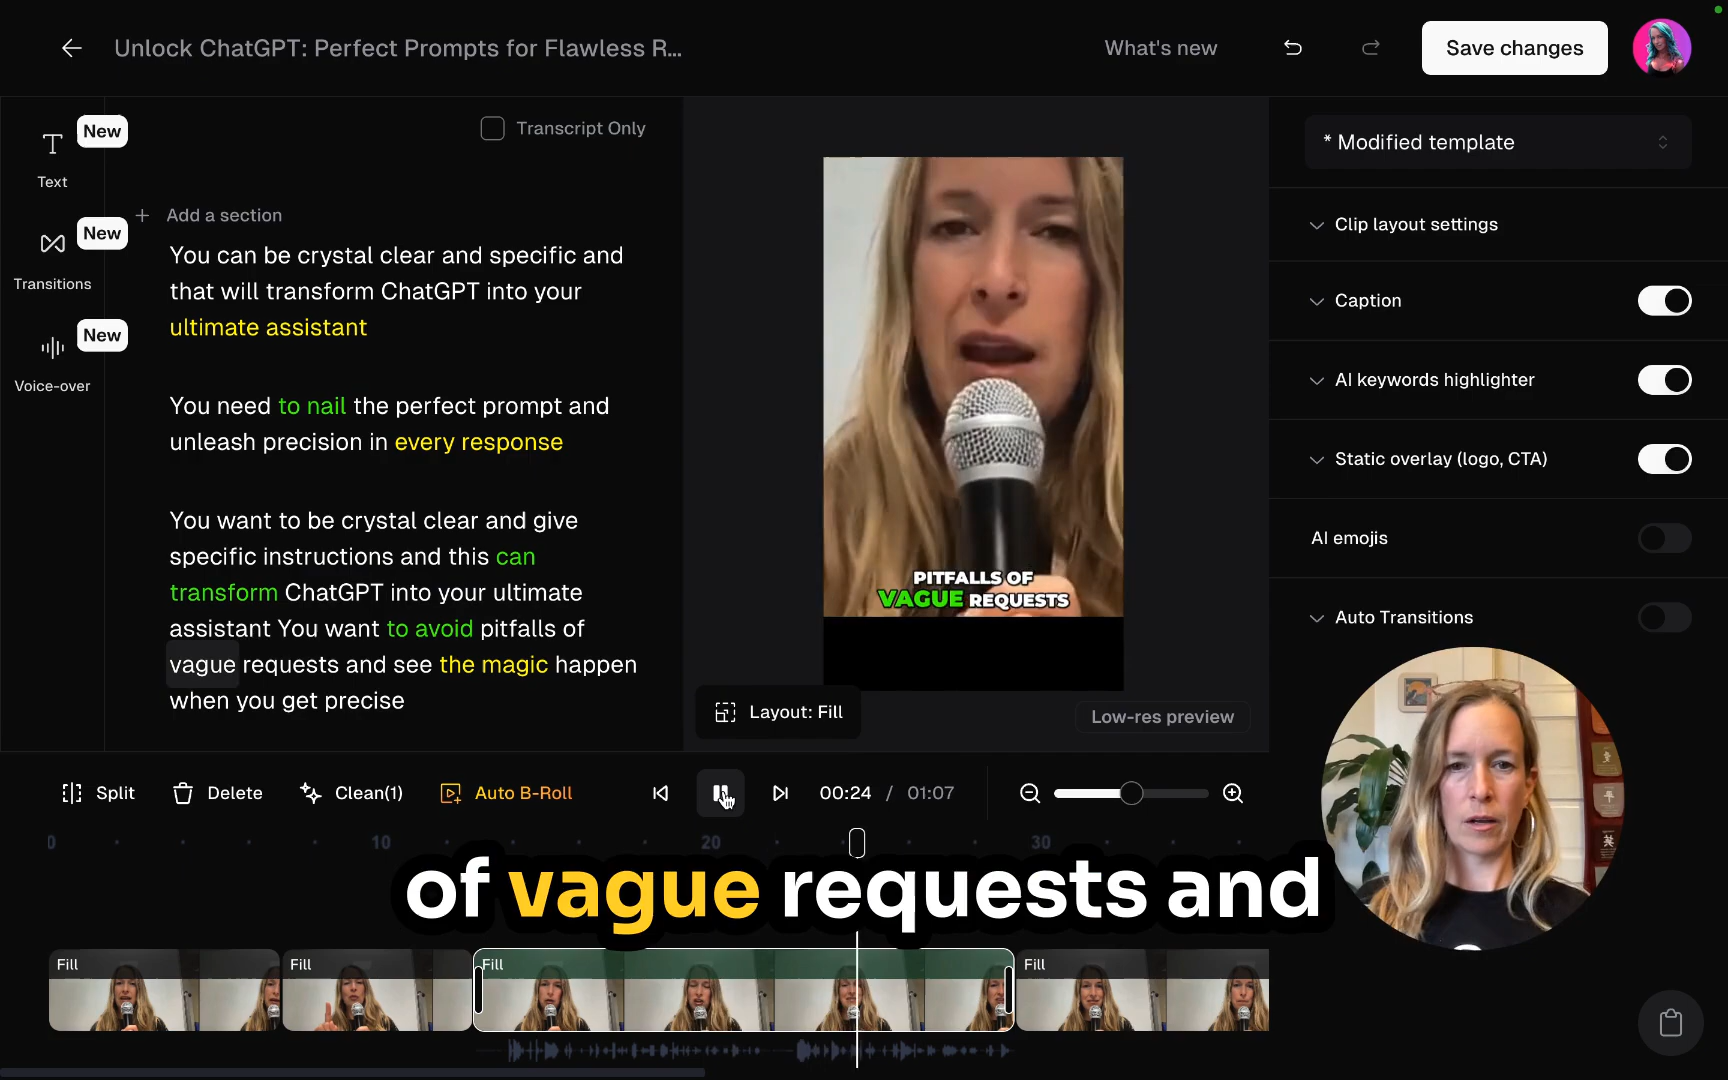 Unlock ChatGPT: Perfect Prompts for Flawless R...
What's new
Save changes
New
Text
New
Transitions
New
Voice-over
Transcript Only
Add a section
You can be crystal clear and specific and
that will transform ChatGPT into your
ultimate assistant
You need to nail the perfect prompt and
unleash precision in every response
You want to be crystal clear and give
specific instructions and this can
transform ChatGPT into your ultimate
assistant You want to avoid pitfalls of
vague requests and see the magic happen
when you get precise
PITFALLS OF
VAGUE REQUESTS
Layout: Fill
Low-res preview
* Modified template
Clip layout settings
Caption
AI keywords highlighter
Static overlay (logo, CTA)
AI emojis
Auto Transitions
Split
Delete
Clean(1)
Auto B-Roll
00:24 / 01:07
0 10 20 30
of vague requests and
Fill
Fill
Fill
Fill